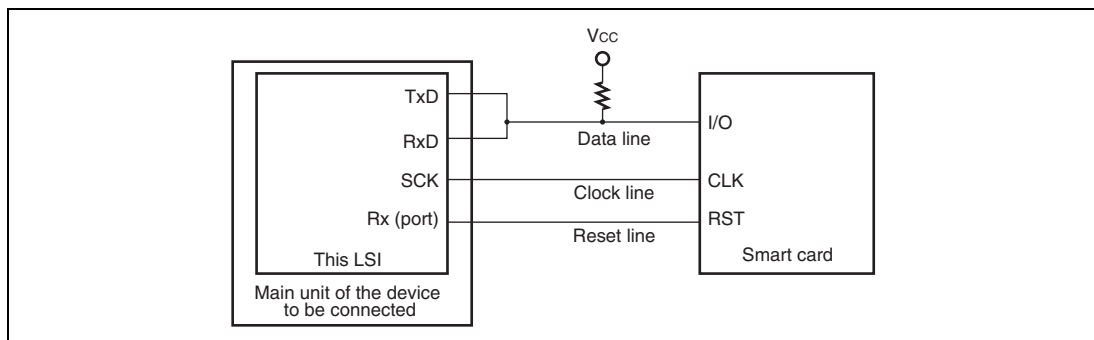 Vcc
TxD
RxD
SCK
Rx (port)
This LSI
Main unit of the device
to be connected
Data line
Clock line
Reset line
I/O
CLK
RST
Smart card